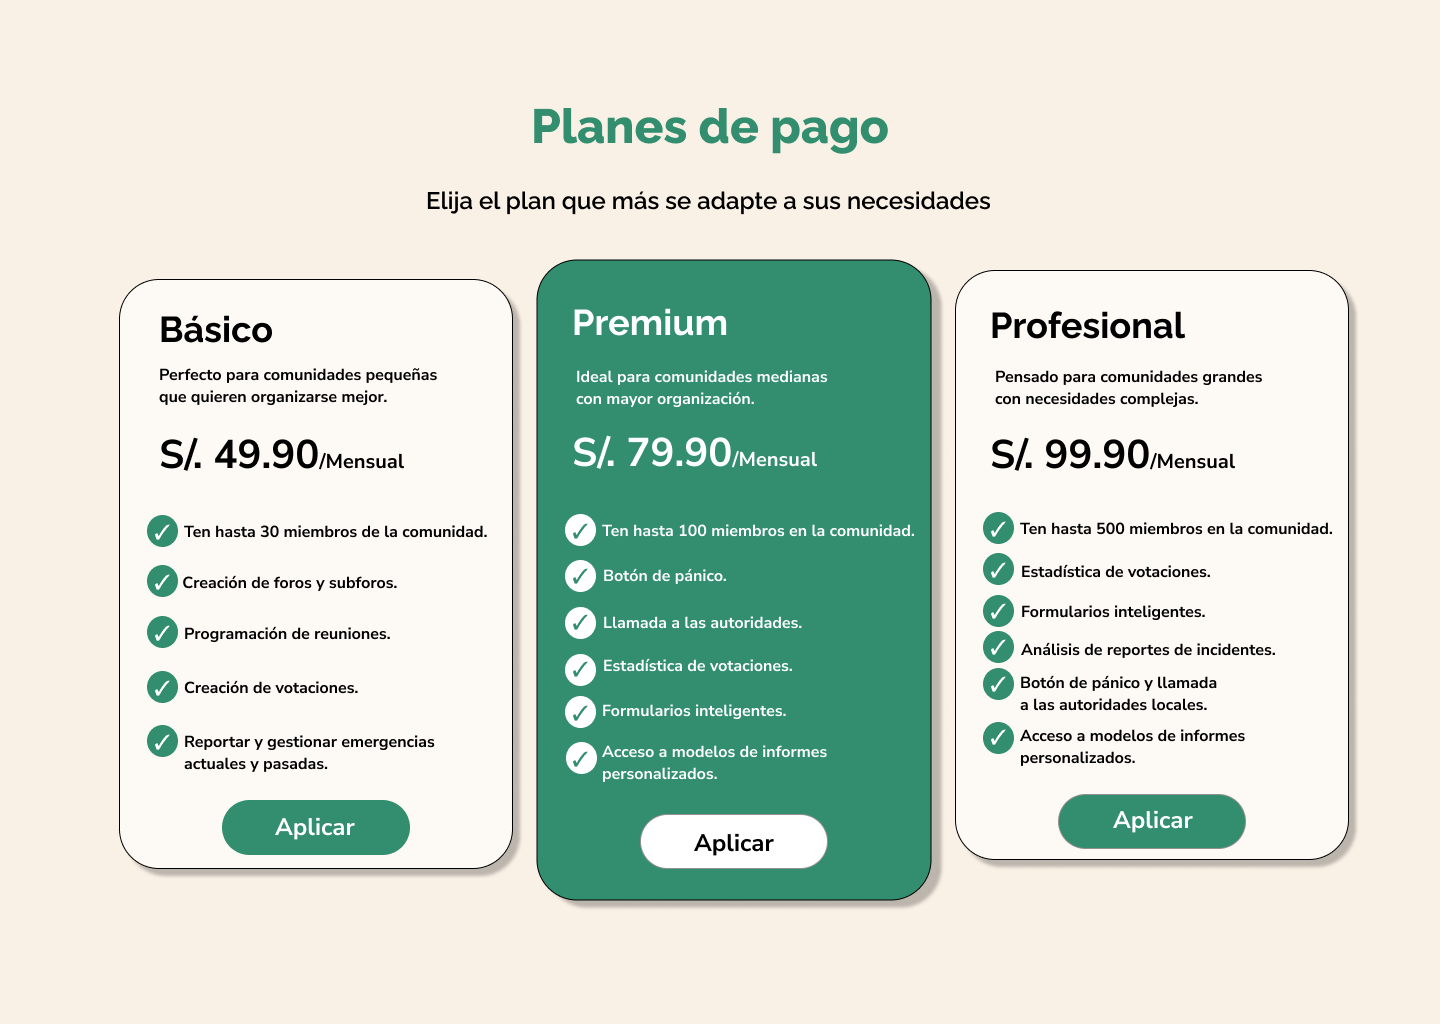 Planes de pago
Elija el plan que más se adapte a sus necesidades
Básico
Perfecto para comunidades pequeñas
que quieren organizarse mejor.
S/. 49.90/Mensual
✓ Ten hasta 30 miembros de la comunidad.
✓ Creación de foros y subforos.
✓ Programación de reuniones.
✓ Creación de votaciones.
✓ Reportar y gestionar emergencias
actuales y pasadas.
Aplicar
Premium
Ideal para comunidades medianas
con mayor organización.
S/. 79.90/Mensual
✓ Ten hasta 100 miembros en la comunidad.
✓ Botón de pánico.
✓ Llamada a las autoridades.
✓ Estadística de votaciones.
✓ Formularios inteligentes.
✓ Acceso a modelos de informes
personalizados.
Aplicar
Profesional
Pensado para comunidades grandes
con necesidades complejas.
S/. 99.90/Mensual
✓ Ten hasta 500 miembros en la comunidad.
✓ Estadística de votaciones.
✓ Formularios inteligentes.
✓ Análisis de reportes de incidentes.
✓ Botón de pánico y llamada
a las autoridades locales.
✓ Acceso a modelos de informes
personalizados.
Aplicar